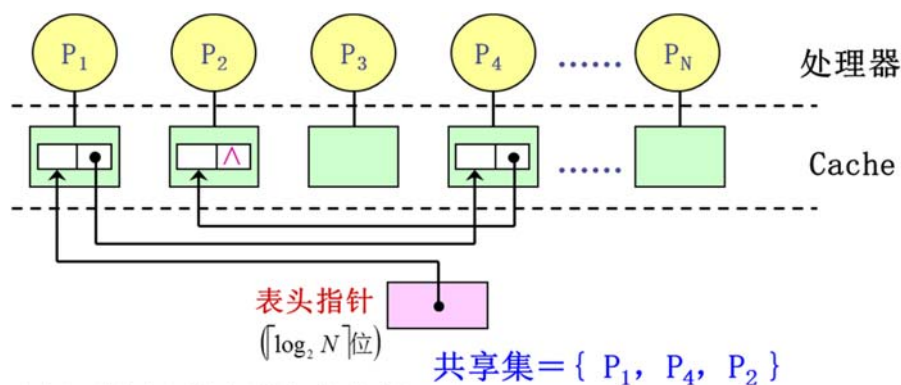 P₁ P₂ P₃ P₄ …… P_N 处理器
∧ …… Cache
表头指针
(⌈log₂ N⌉位)
共享集＝{ P₁, P₄, P₂ }